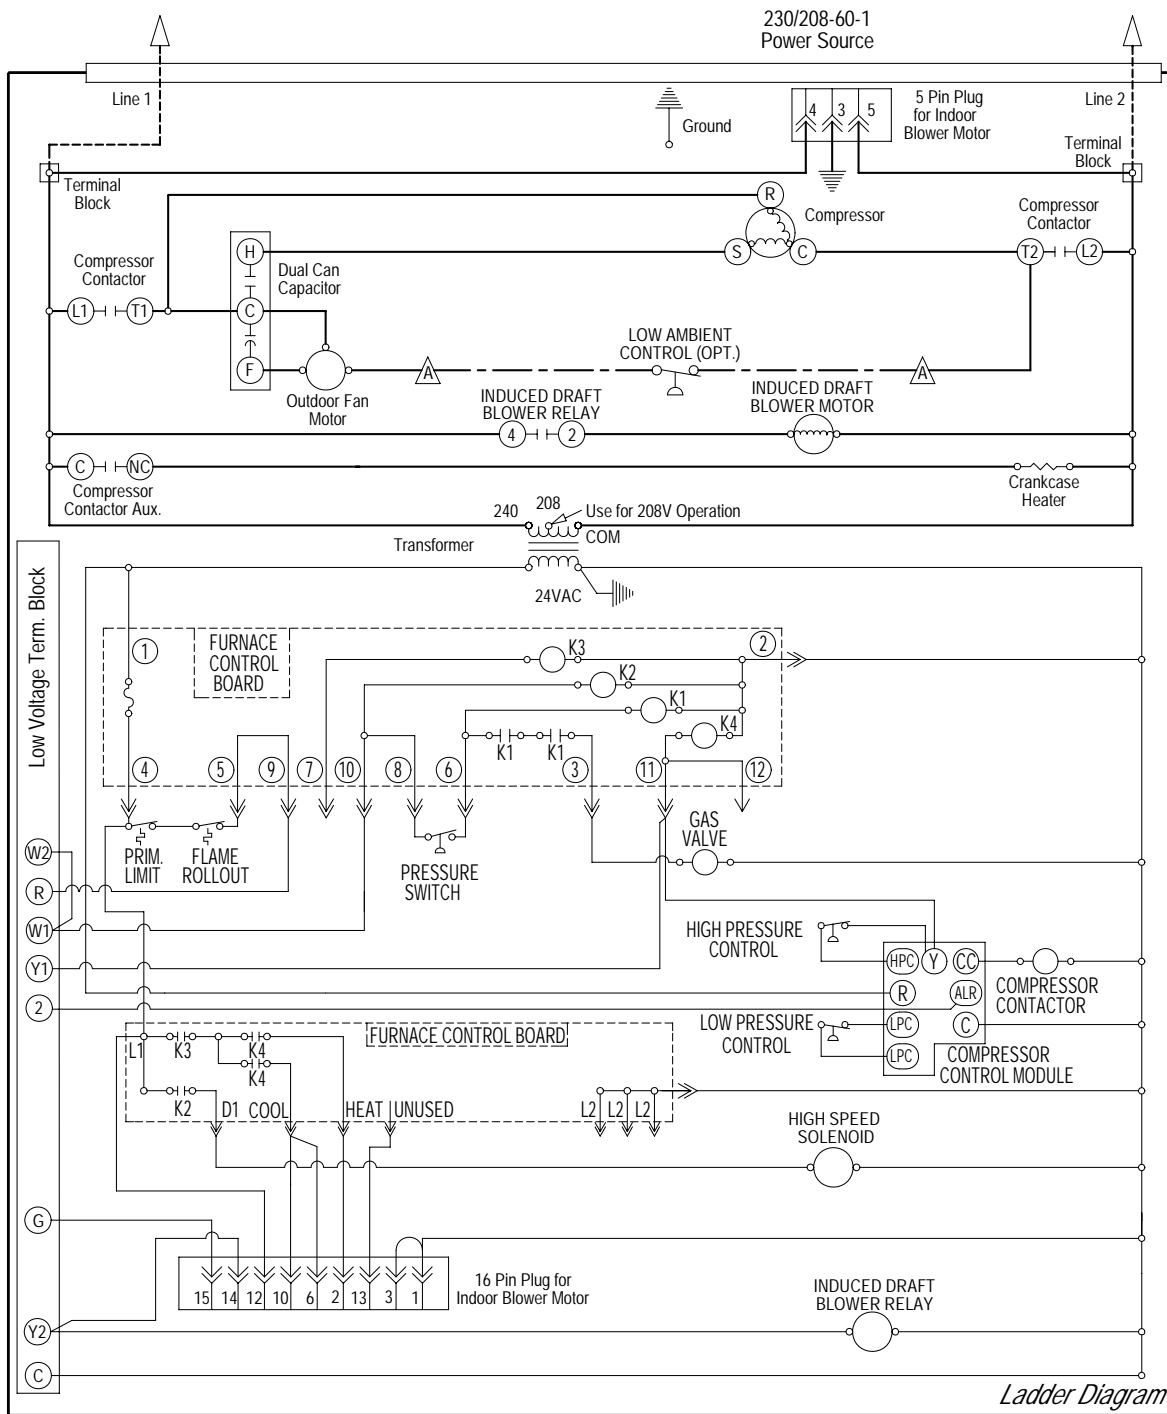 230/208-60-1
Power Source
Line 1
Ground
4 3 5
5 Pin Plug
for Indoor
Blower Motor
Line 2
Terminal
Block
Terminal
Block
R
Compressor
Compressor
Contactor
H
S
C
T2
L2
Compressor
Contactor
Dual Can
Capacitor
L1
T1
C
LOW AMBIENT
CONTROL (OPT.)
F
A
A
Outdoor Fan
Motor
INDUCED DRAFT
BLOWER RELAY
INDUCED DRAFT
BLOWER MOTOR
4
2
C
NC
Compressor
Contactor Aux.
Crankcase
Heater
240
208
Use for 208V Operation
COM
Transformer
24VAC
Low Voltage Term. Block
1
FURNACE
CONTROL
BOARD
K3
2
K2
K1
K4
K1
K1
4
5
9
7
10
8
6
3
11
12
PRIM.
LIMIT
FLAME
ROLLOUT
PRESSURE
SWITCH
GAS
VALVE
W2
R
W1
Y1
2
HIGH PRESSURE
CONTROL
HPC
Y
CC
R
ALR
COMPRESSOR
CONTACTOR
LOW PRESSURE
CONTROL
LPC
C
LPC
COMPRESSOR
CONTROL MODULE
FURNACE CONTROL BOARD
L1
K3
K4
K4
K2
D1
COOL
HEAT
UNUSED
L2
L2
L2
HIGH SPEED
SOLENOID
G
15 14 12 10 6 2 13 3 1
16 Pin Plug for
Indoor Blower Motor
INDUCED DRAFT
BLOWER RELAY
Y2
C
Ladder Diagram